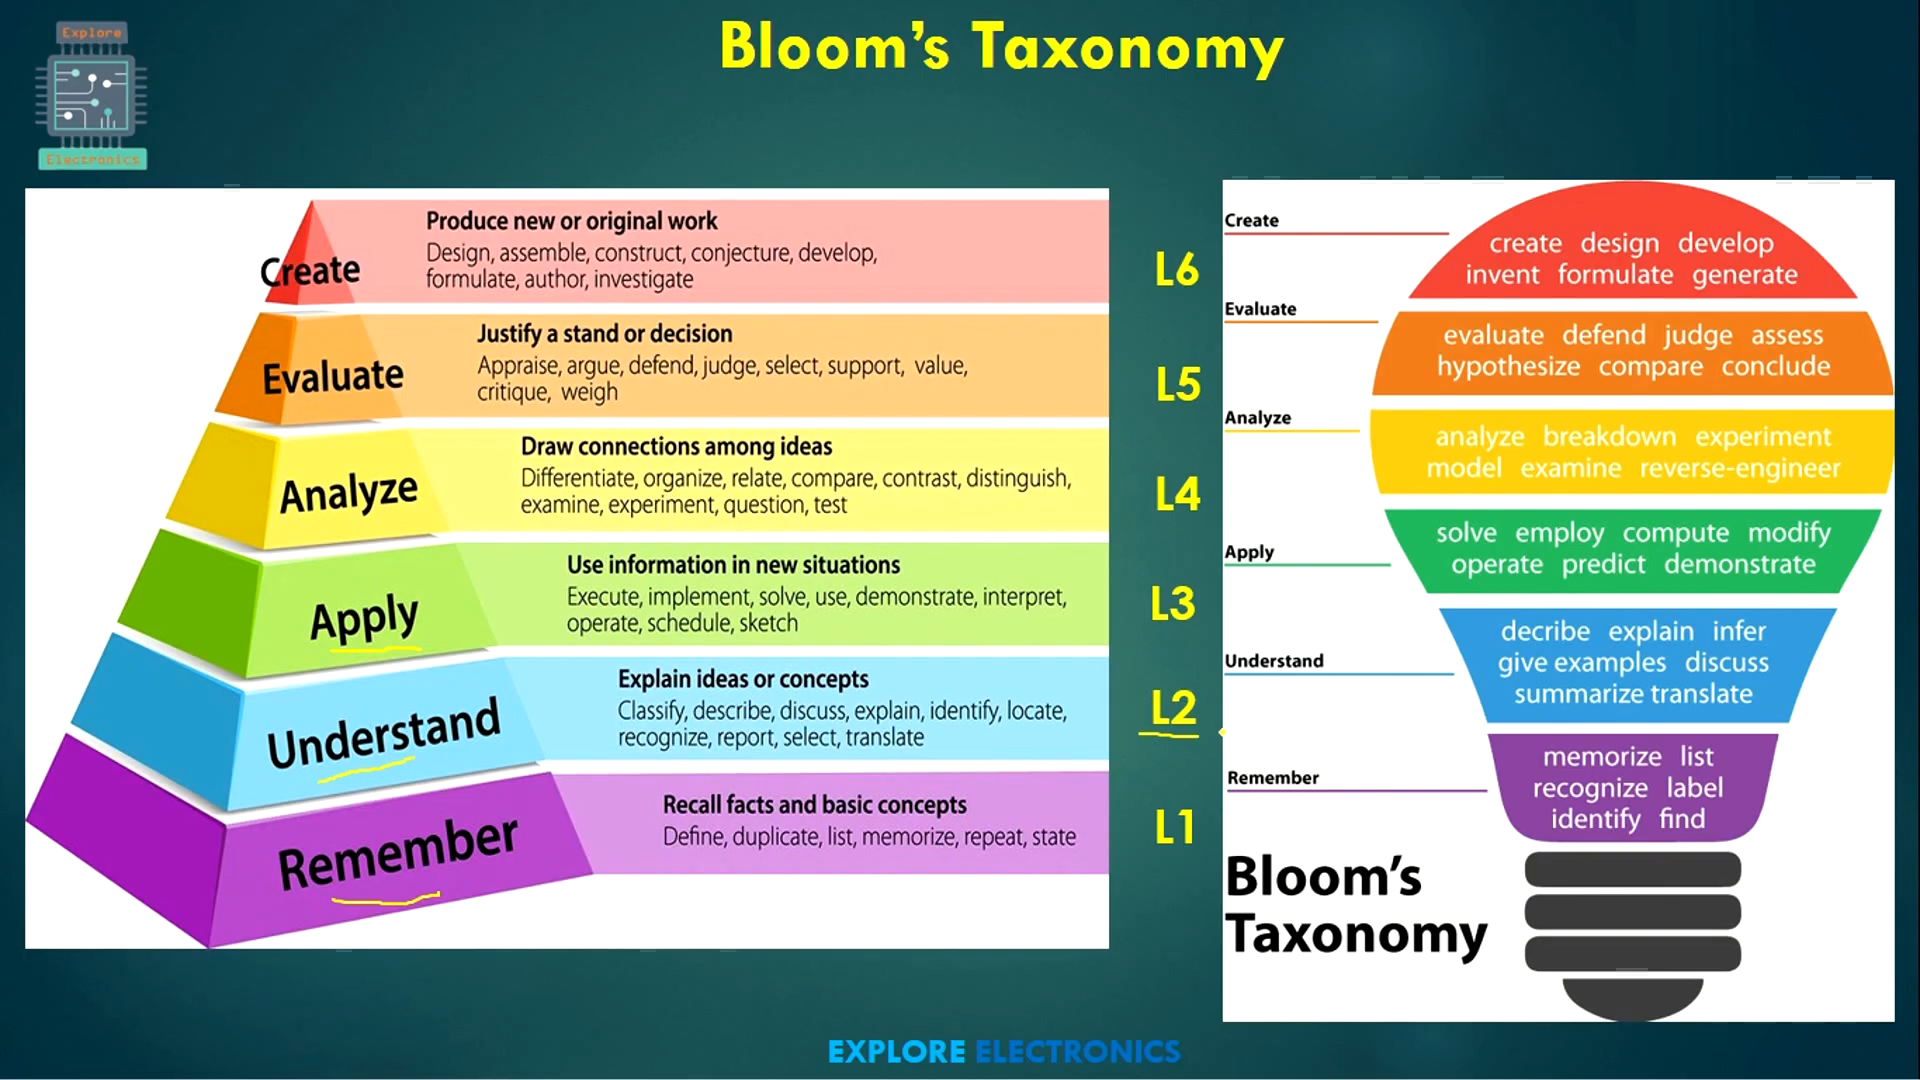 Explore
Electronics
Bloom's Taxonomy
Create
Produce new or original work
Design, assemble, construct, conjecture, develop,
formulate, author, investigate
Evaluate
Justify a stand or decision
Appraise, argue, defend, judge, select, support, value,
critique, weigh
Analyze
Draw connections among ideas
Differentiate, organize, relate, compare, contrast, distinguish,
examine, experiment, question, test
Apply
Use information in new situations
Execute, implement, solve, use, demonstrate, interpret,
operate, schedule, sketch
Understand
Explain ideas or concepts
Classify, describe, discuss, explain, identify, locate,
recognize, report, select, translate
Remember
Recall facts and basic concepts
Define, duplicate, list, memorize, repeat, state
L6
L5
L4
L3
L2
L1
Create
create design develop
invent formulate generate
Evaluate
evaluate defend judge assess
hypothesize compare conclude
Analyze
analyze breakdown experiment
model examine reverse-engineer
Apply
solve employ compute modify
operate predict demonstrate
Understand
decribe explain infer
give examples discuss
summarize translate
Remember
memorize list
recognize label
identify find
Bloom's
Taxonomy
EXPLORE ELECTRONICS